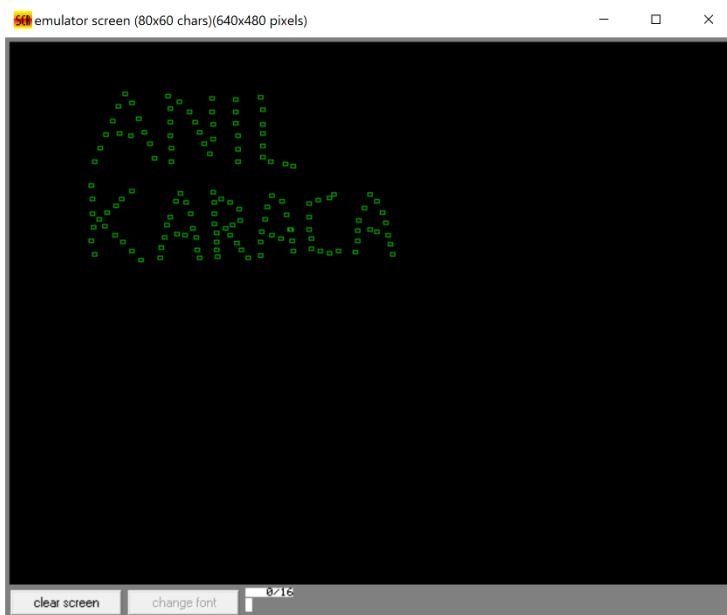 emulator screen (80x60 chars)(640x480 pixels)
ANIL
KARACA
clear screen
change font
0/16